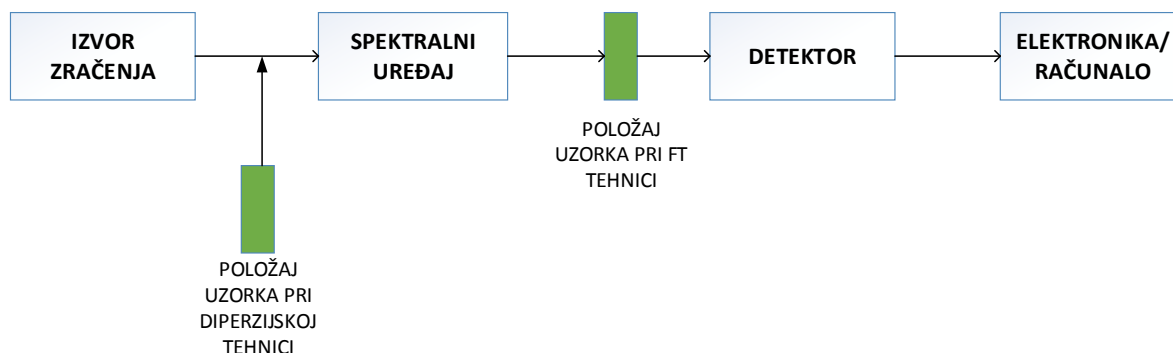 IZVOR
ZRAČENJA
SPEKTRALNI
UREĐAJ
DETEKTOR
ELEKTRONIKA/
RAČUNALO
POLOŽAJ
UZORKA PRI FT
TEHNICI
POLOŽAJ
UZORKA PRI
DIPERZIJSKOJ
TEHNICI